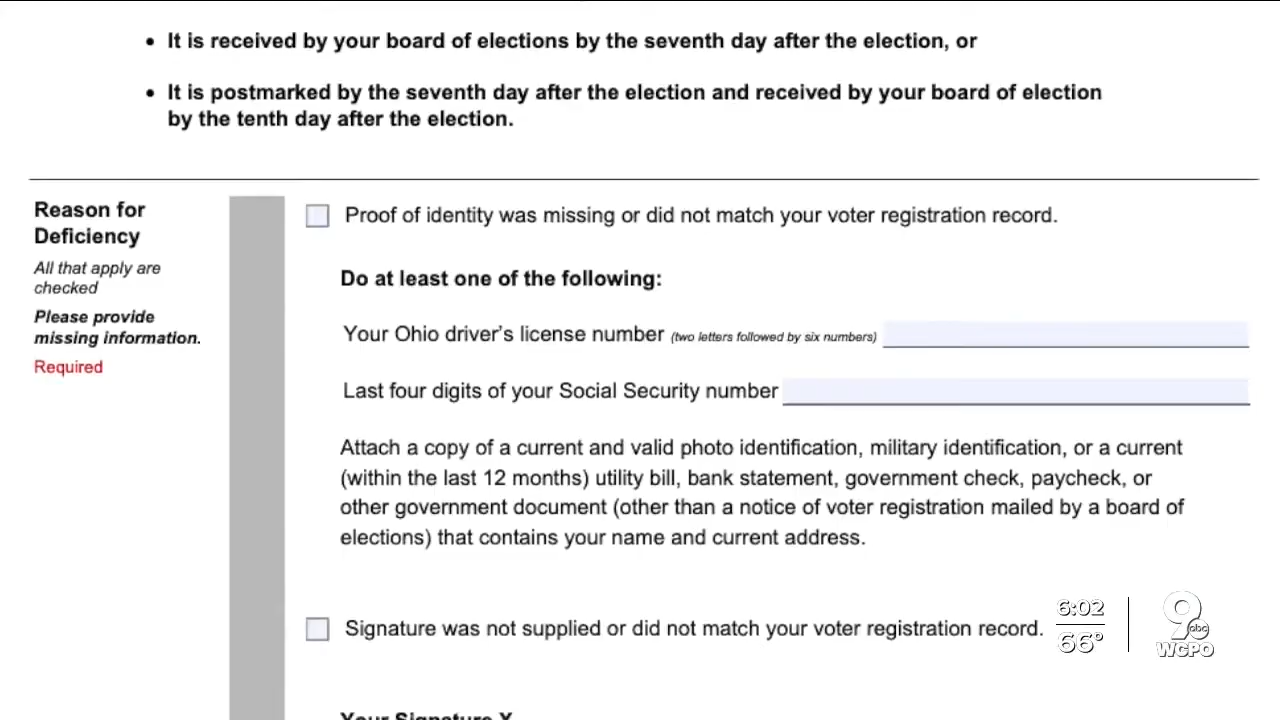 • It is received by your board of elections by the seventh day after the election, or
• It is postmarked by the seventh day after the election and received by your board of election
by the tenth day after the election.
Reason for
Deficiency
All that apply are
checked
Please provide
missing information.
Required
Proof of identity was missing or did not match your voter registration record.
Do at least one of the following:
Your Ohio driver's license number (two letters followed by six numbers)
Last four digits of your Social Security number
Attach a copy of a current and valid photo identification, military identification, or a current
(within the last 12 months) utility bill, bank statement, government check, paycheck, or
other government document (other than a notice of voter registration mailed by a board of
elections) that contains your name and current address.
Signature was not supplied or did not match your voter registration record.
Your Signature X
6:02
66°
9
abc
WCPO